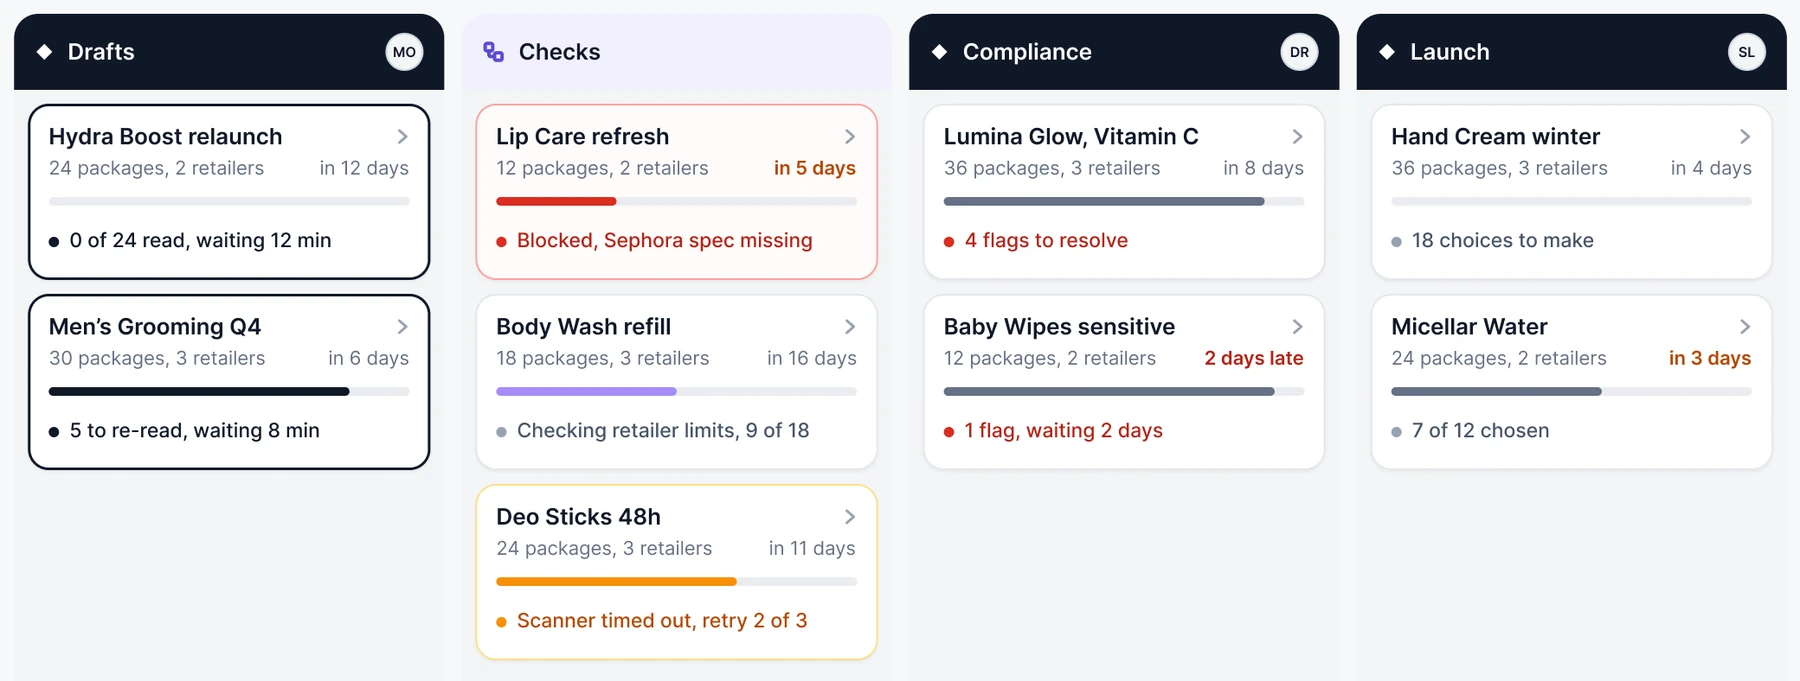 Drafts
MO
Hydra Boost relaunch
24 packages, 2 retailers
in 12 days
0 of 24 read, waiting 12 min
Men’s Grooming Q4
30 packages, 3 retailers
in 6 days
5 to re-read, waiting 8 min
Checks
Lip Care refresh
12 packages, 2 retailers
in 5 days
Blocked, Sephora spec missing
Body Wash refill
18 packages, 3 retailers
in 16 days
Checking retailer limits, 9 of 18
Deo Sticks 48h
24 packages, 3 retailers
in 11 days
Scanner timed out, retry 2 of 3
Compliance
DR
Lumina Glow, Vitamin C
36 packages, 3 retailers
in 8 days
4 flags to resolve
Baby Wipes sensitive
12 packages, 2 retailers
2 days late
1 flag, waiting 2 days
Launch
SL
Hand Cream winter
36 packages, 3 retailers
in 4 days
18 choices to make
Micellar Water
24 packages, 2 retailers
in 3 days
7 of 12 chosen